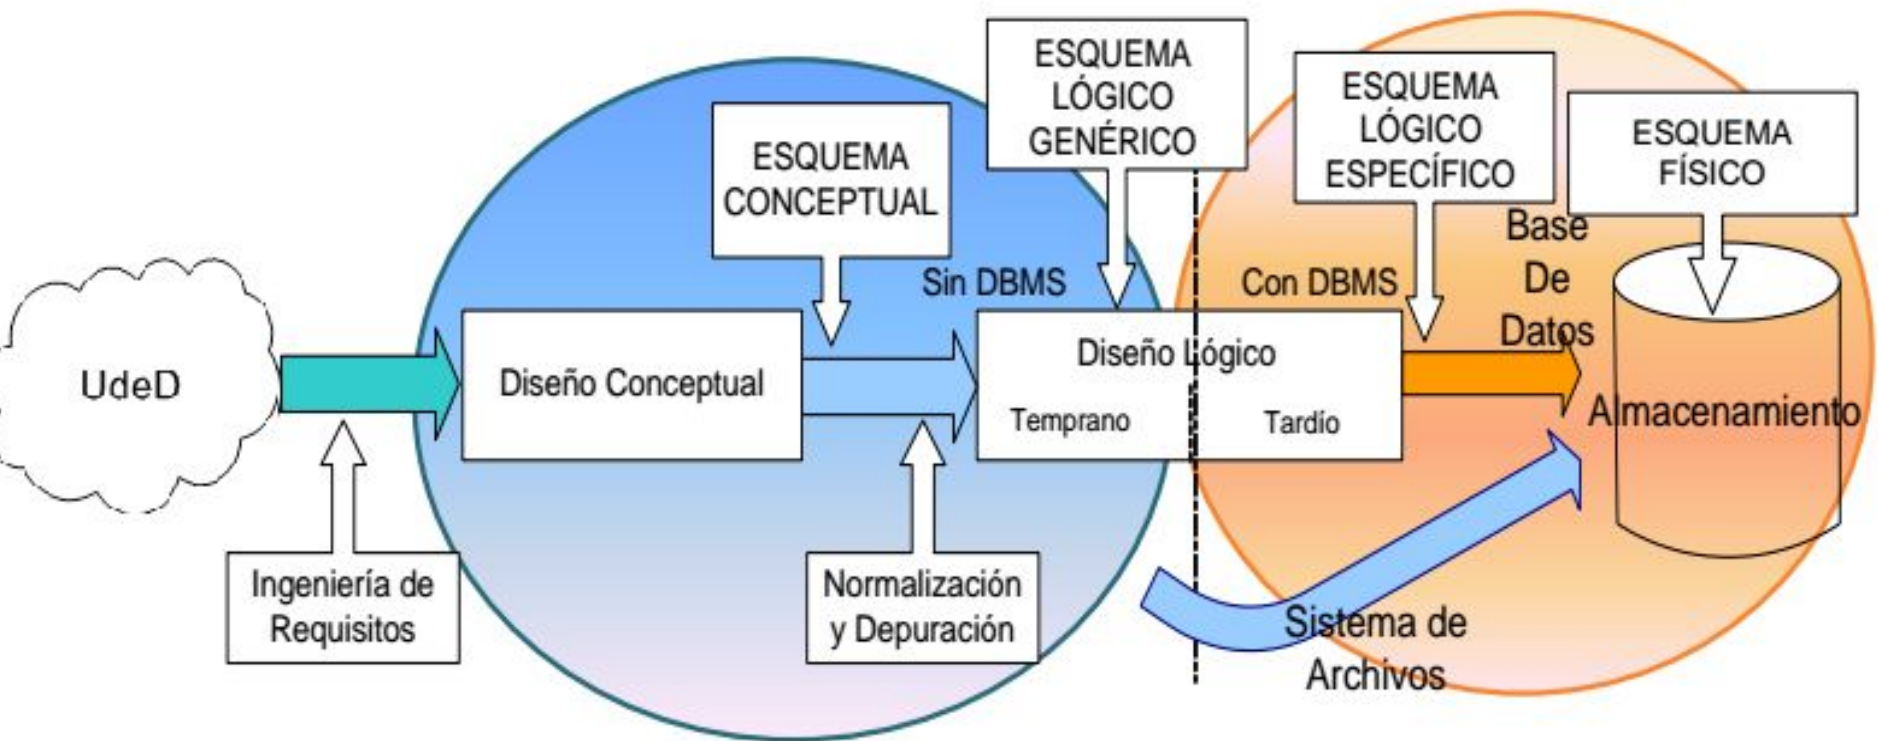 UdeD
Ingeniería de
Requisitos
Diseño Conceptual
ESQUEMA
CONCEPTUAL
Normalización
y Depuración
Sin DBMS
ESQUEMA
LÓGICO
GENÉRICO
Diseño Lógico
Temprano
Tardío
Con DBMS
ESQUEMA
LÓGICO
ESPECÍFICO
Base
De
Datos
ESQUEMA
FÍSICO
Almacenamiento
Sistema de
Archivos